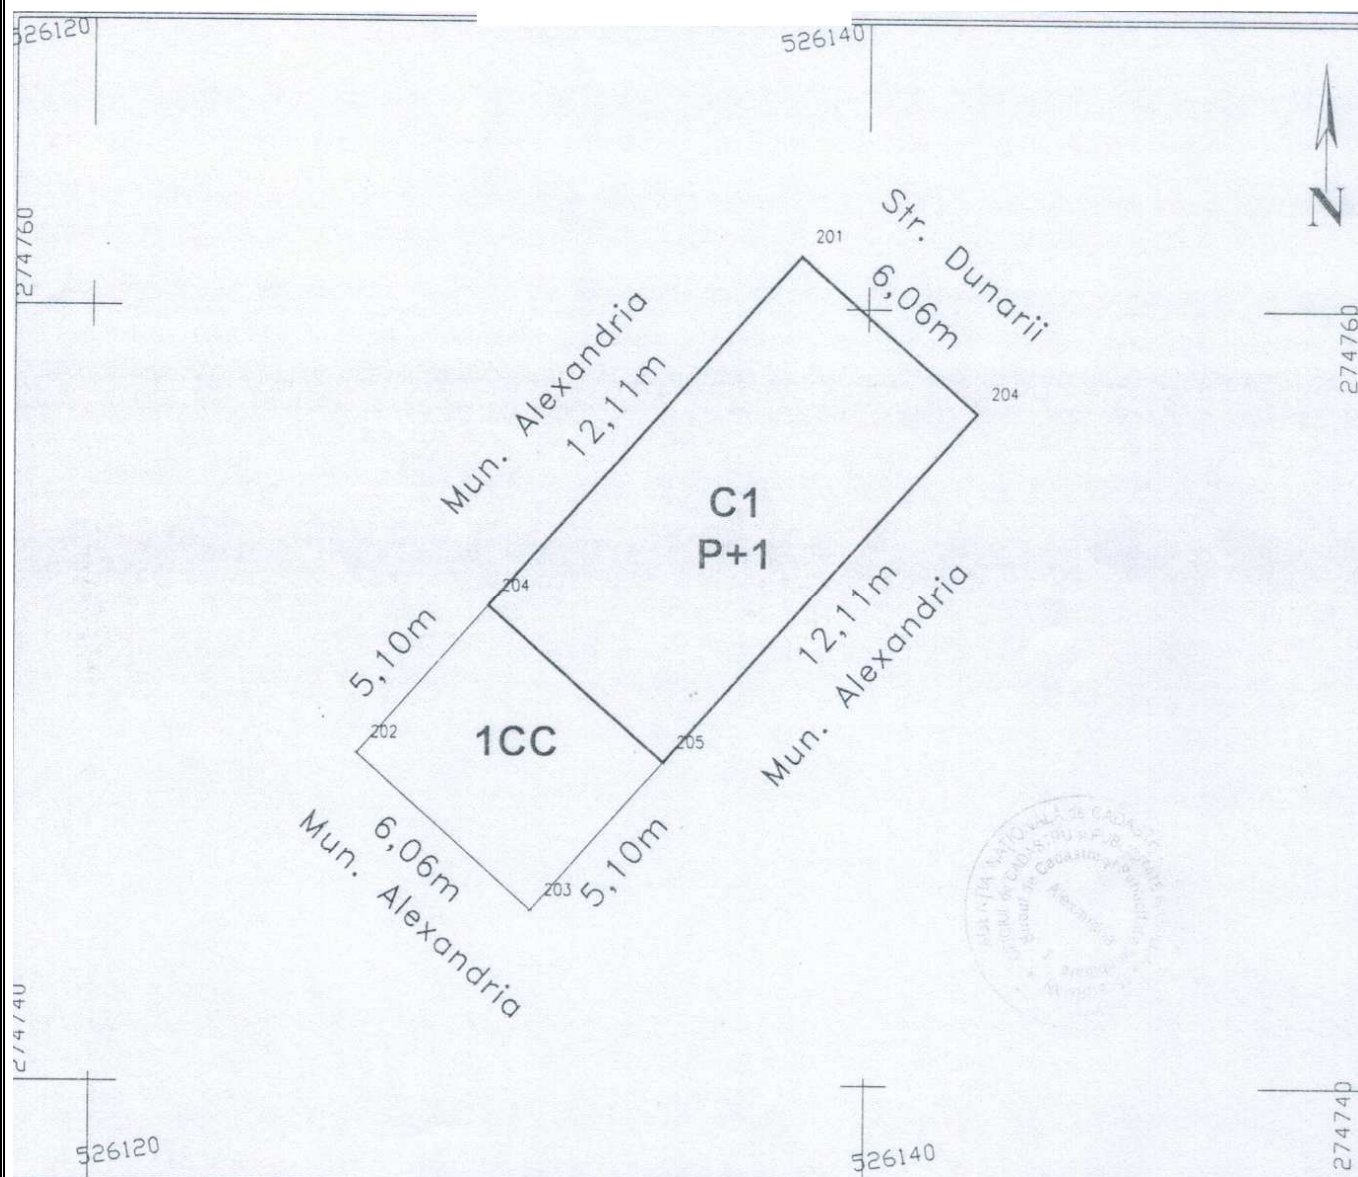 526120
526140
274760
N
201
Str. Dunarii
6,06m
274760
Mun. Alexandria
12,11m
204
C1
P+1
204
12,11m
Mun. Alexandria
5,10m
202
1CC
205
6,06m
Mun. Alexandria
203
5,10m
274740
526120
526140
274740